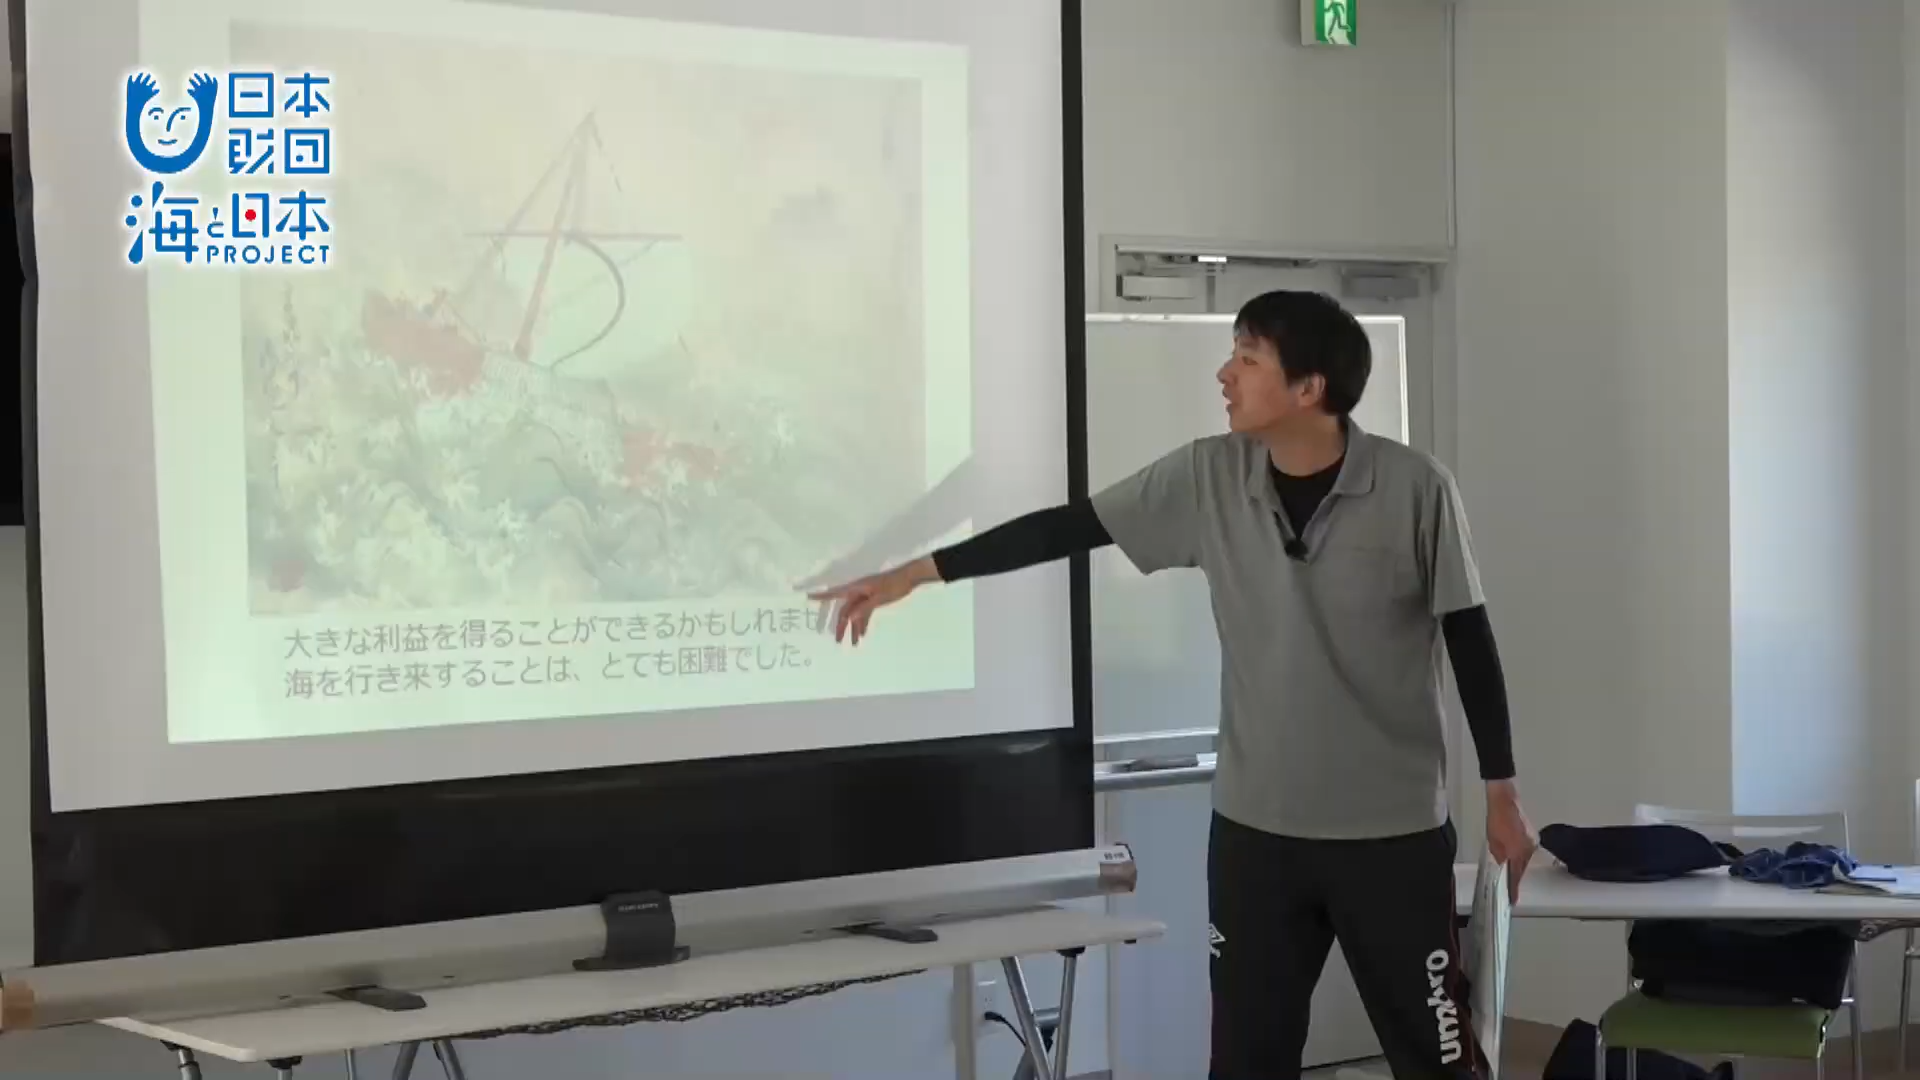 日本
財団
海と日本
PROJECT
大きな利益を得ることができるかもしれませ
海を行き来することは、とても困難でした。
umbro